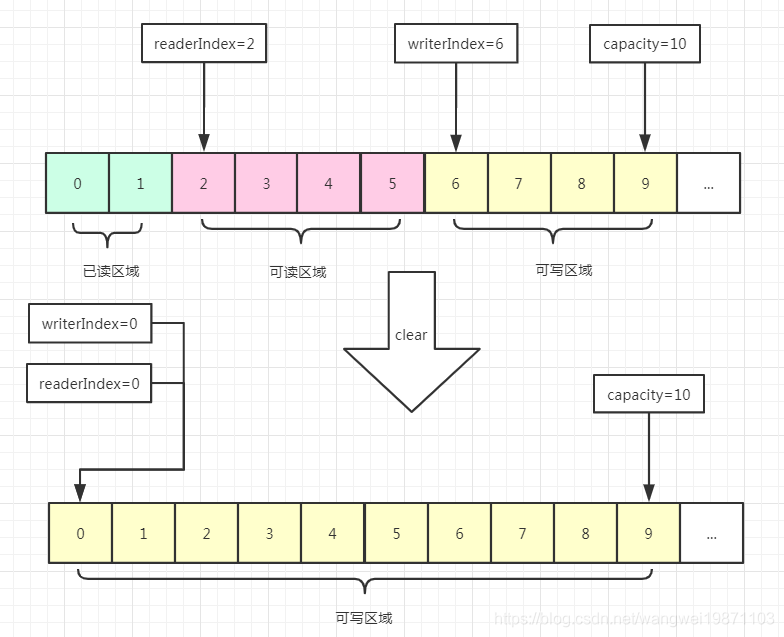 readerIndex=2 writerIndex=6 capacity=10
0 1 2 3 4 5 6 7 8 9 ...
已读区域 可读区域 可写区域
writerIndex=0
clear
readerIndex=0
capacity=10
0 1 2 3 4 5 6 7 8 9 ...
可写区域
https://blog.csdn.net/wangwei19871103